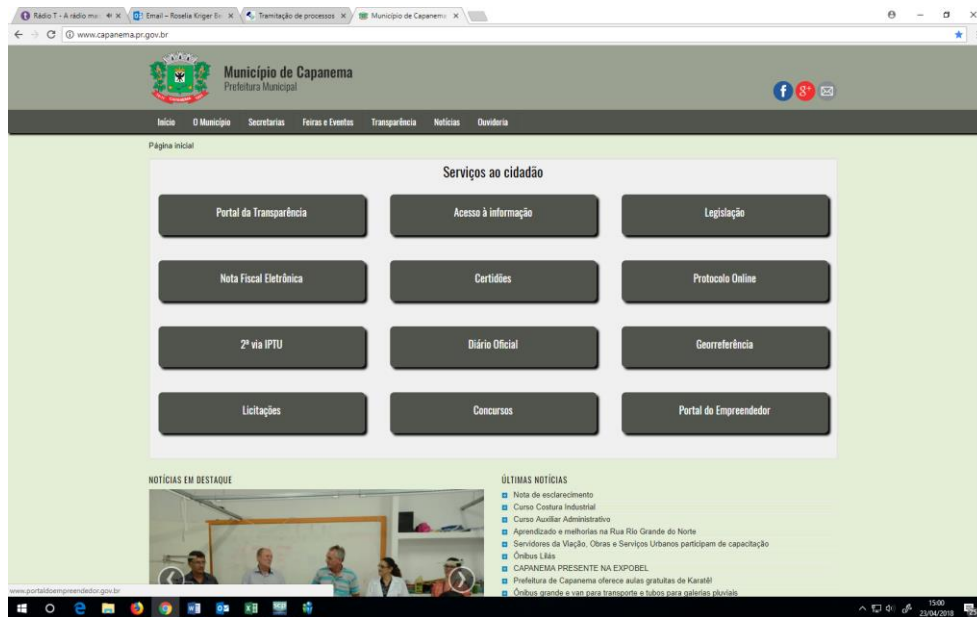 Rádio T - A rádio mu
Email – Roselia Kriger Be
Tramitação de processos
Município de Capanema
www.capanema.pr.gov.br
Município de Capanema
Prefeitura Municipal
Início O Município Secretarias Feiras e Eventos Transparência Notícias Ouvidoria
Página inicial
Serviços ao cidadão
Portal da Transparência Acesso à informação Legislação
Nota Fiscal Eletrônica Certidões Protocolo Online
2ª via IPTU Diário Oficial Georreferência
Licitações Concursos Portal do Empreendedor
NOTÍCIAS EM DESTAQUE
ÚLTIMAS NOTÍCIAS
Nota de esclarecimento
Curso Costura Industrial
Curso Auxiliar Administrativo
Aprendizado e melhorias na Rua Rio Grande do Norte
Servidores da Viação, Obras e Serviços Urbanos participam de capacitação
Ônibus Lilás
CAPANEMA PRESENTE NA EXPOBEL
Prefeitura de Capanema oferece aulas gratuitas de Karatê!
Ônibus grande e van para transporte e tubos para galerias pluviais
www.portaldoempreendedor.gov.br
15:00
23/04/2018